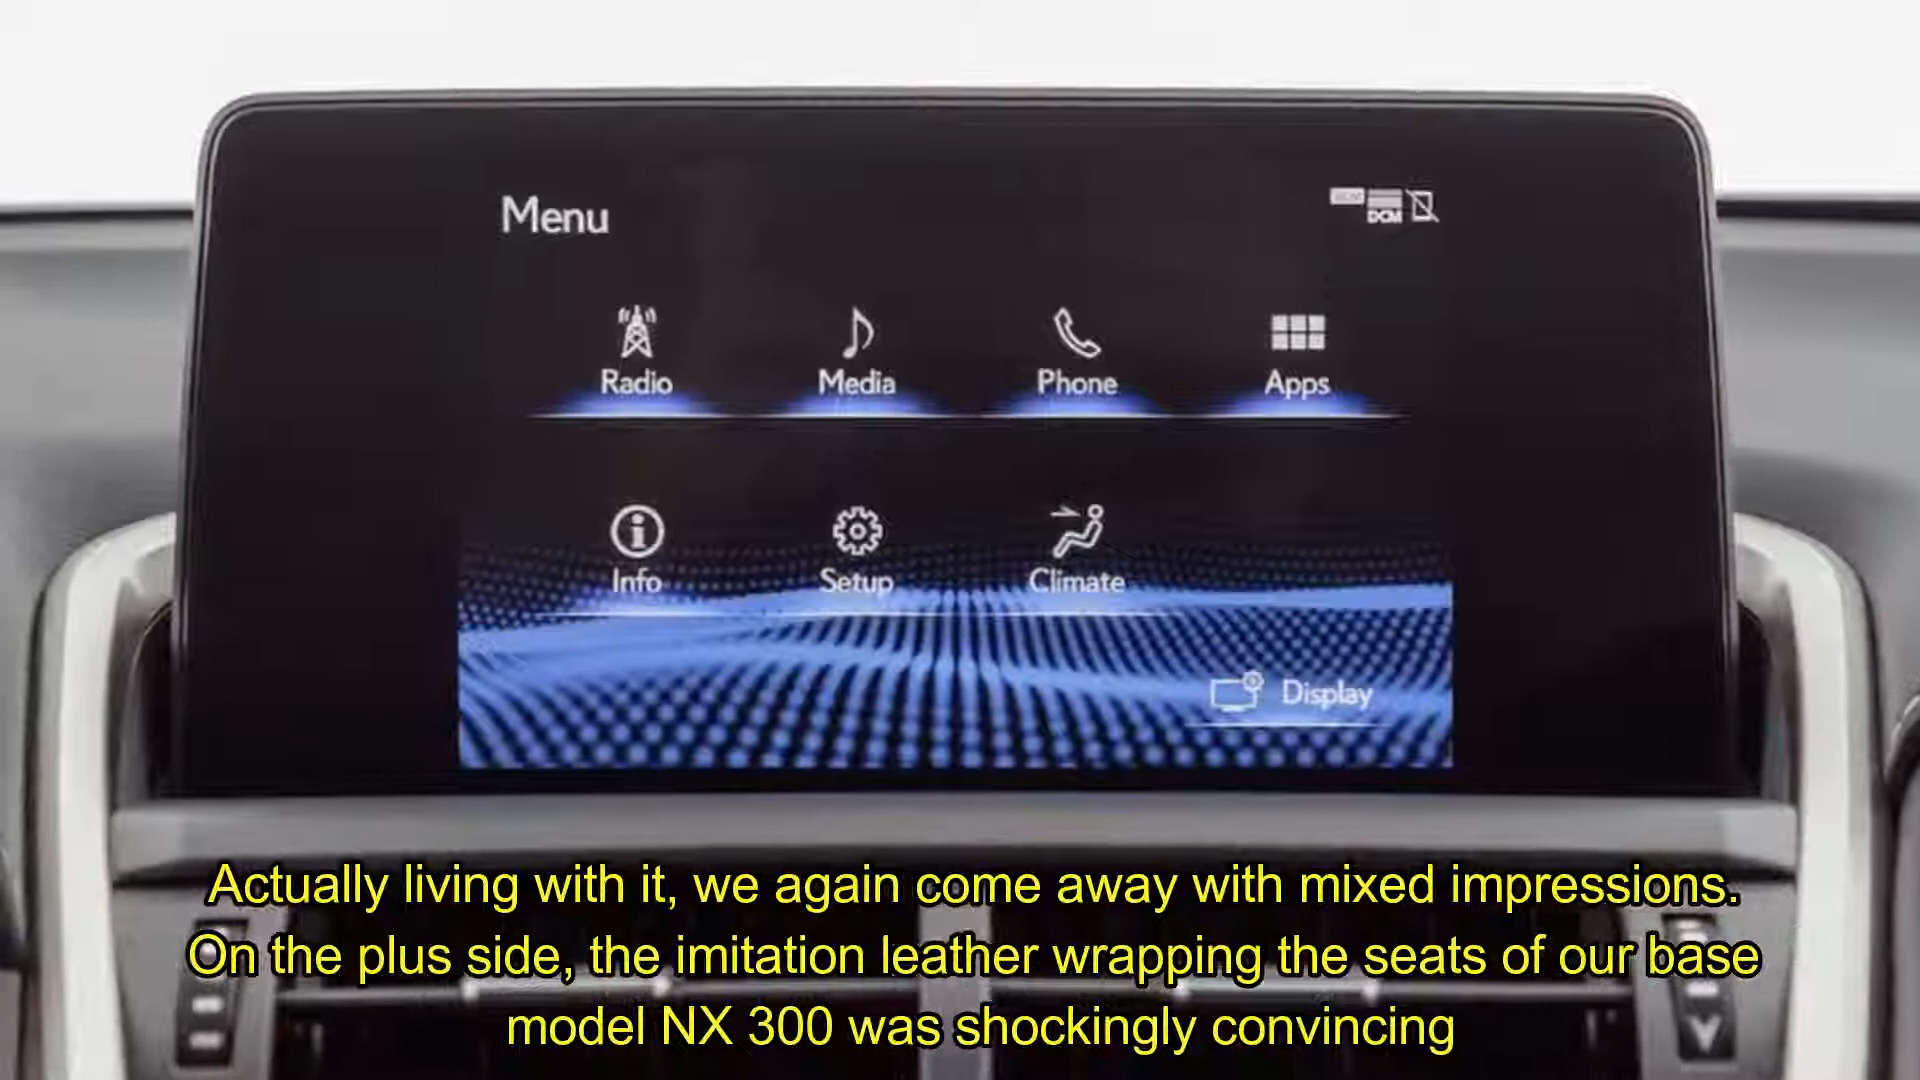 Menu
DCM
Radio Media Phone Apps
Info Setup Climate
Display
Actually living with it, we again come away with mixed impressions.
On the plus side, the imitation leather wrapping the seats of our base
model NX 300 was shockingly convincing